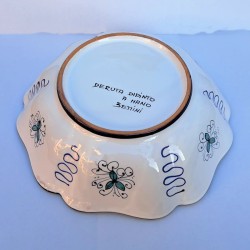 DERUTA DIPINTO
A MANO
BETTINI